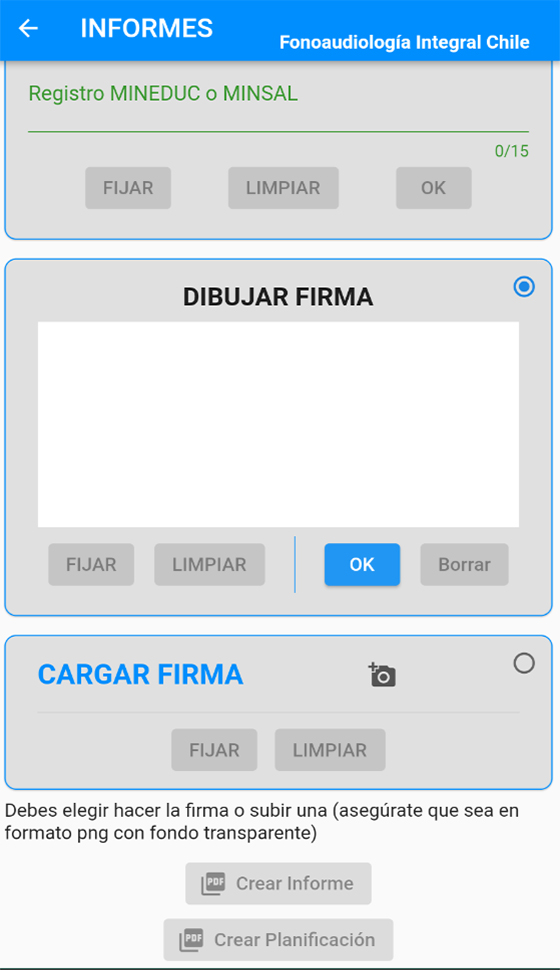 INFORMES
Fonoaudiología Integral Chile
Registro MINEDUC o MINSAL
0/15
FIJAR LIMPIAR OK
DIBUJAR FIRMA
FIJAR LIMPIAR OK Borrar
CARGAR FIRMA
FIJAR LIMPIAR
Debes elegir hacer la firma o subir una (asegúrate que sea en
formato png con fondo transparente)
PDF Crear Informe
PDF Crear Planificación